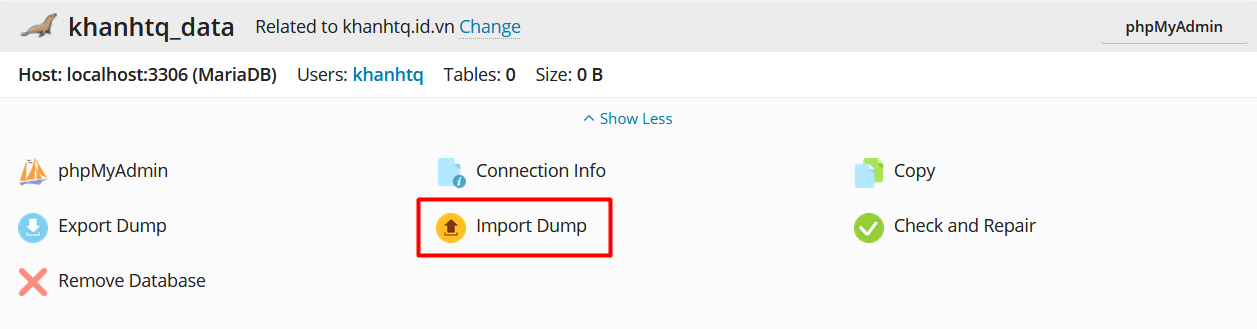 khanhtq_data Related to khanhtq.id.vn Change phpMyAdmin
Host: localhost:3306 (MariaDB) Users: khanhtq Tables: 0 Size: 0 B
Show Less
phpMyAdmin Connection Info Copy
Export Dump Import Dump Check and Repair
Remove Database